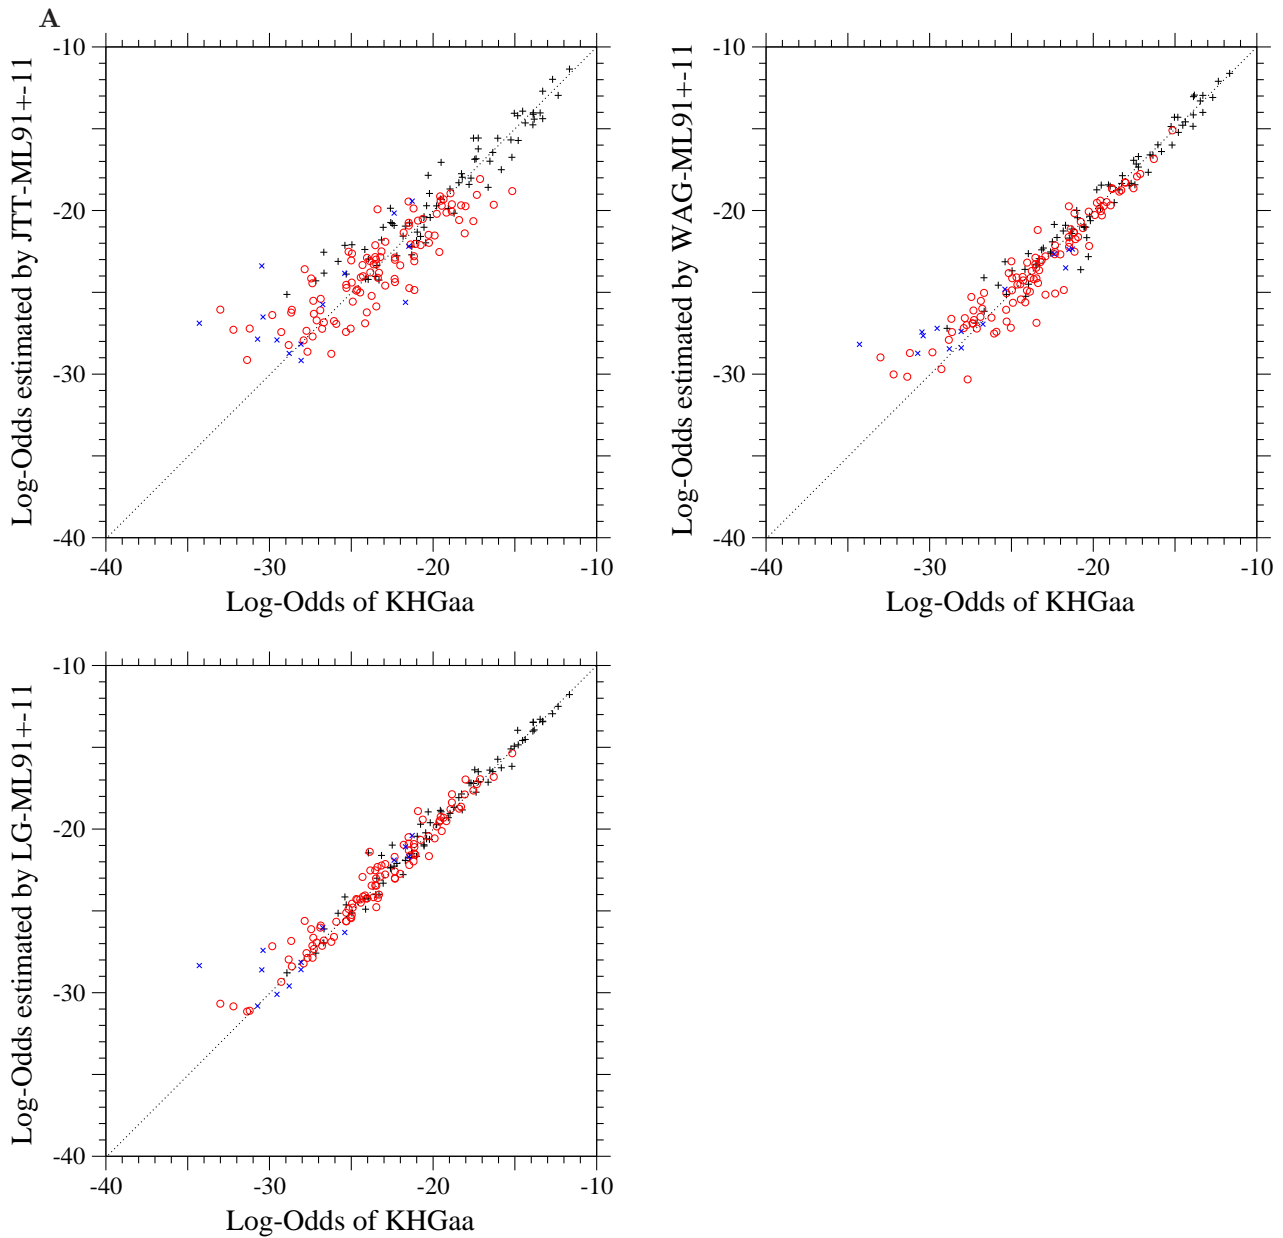 A
-10
-20
-30
-40
-40 -30 -20 -10
Log-Odds estimated by JTT-ML91+-11
Log-Odds of KHGaa
-10
-20
-30
-40
-40 -30 -20 -10
Log-Odds estimated by WAG-ML91+-11
Log-Odds of KHGaa
-10
-20
-30
-40
-40 -30 -20 -10
Log-Odds estimated by LG-ML91+-11
Log-Odds of KHGaa